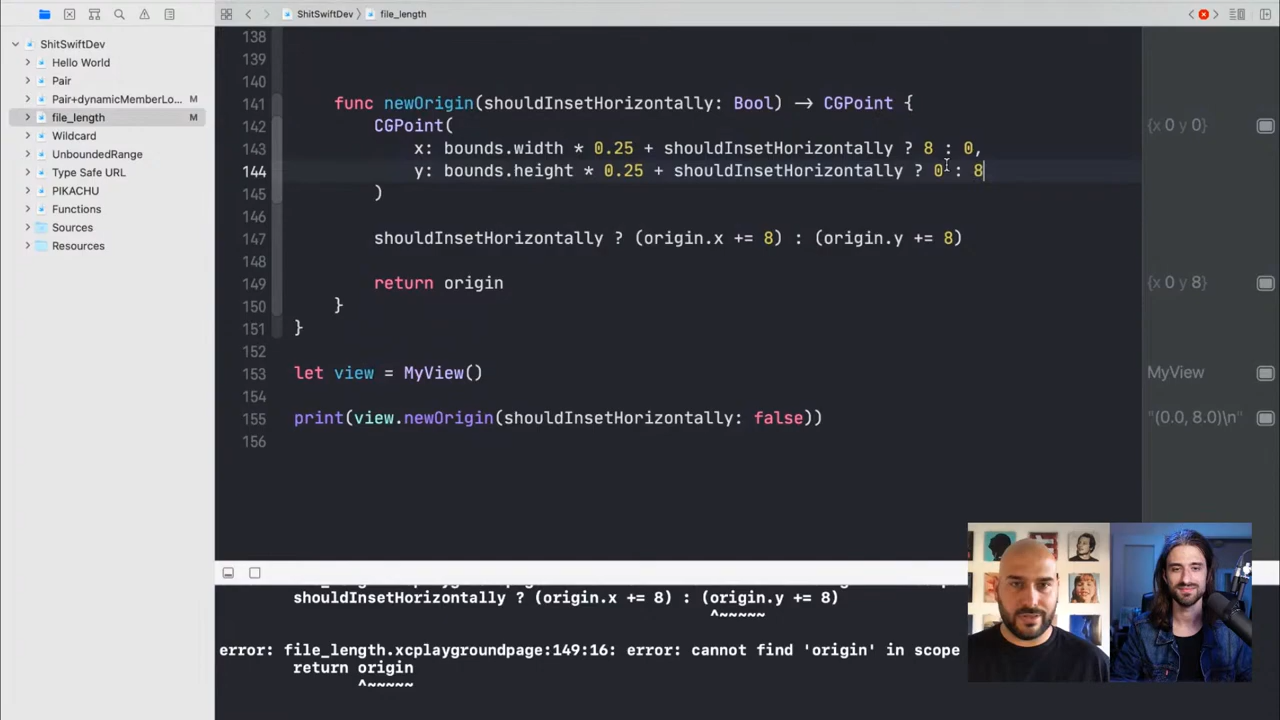 ShitSwiftDev
file_length
ShitSwiftDev
Hello World
Pair
Pair+dynamicMemberLo... M
file_length M
Wildcard
UnboundedRange
Type Safe URL
PIKACHU
Functions
Sources
Resources
138
139
140
141 func newOrigin(shouldInsetHorizontally: Bool) -> CGPoint {
142 CGPoint( {x 0 y 0}
143 x: bounds.width * 0.25 + shouldInsetHorizontally ? 8 : 0,
144 y: bounds.height * 0.25 + shouldInsetHorizontally ? 0 : 8
145 )
146
147 shouldInsetHorizontally ? (origin.x += 8) : (origin.y += 8)
148
149 return origin {x 0 y 8}
150 }
151 }
152
153 let view = MyView() MyView
154
155 print(view.newOrigin(shouldInsetHorizontally: false)) "(0.0, 8.0)\n"
156
shouldInsetHorizontally ? (origin.x += 8) : (origin.y += 8)
^~~~~~
error: file_length.xcplaygroundpage:149:16: error: cannot find 'origin' in scope
return origin
^~~~~~